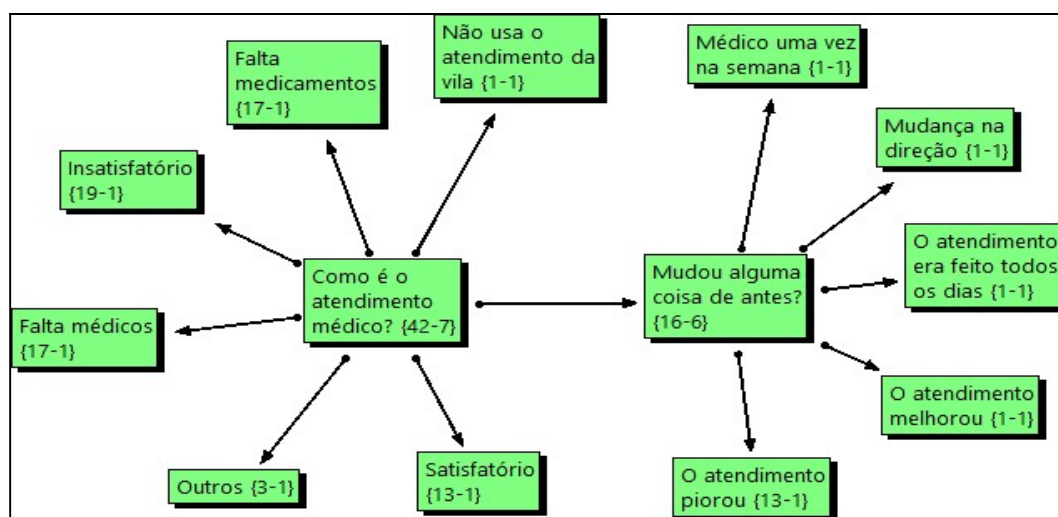 Falta
medicamentos
{17-1}
Não usa o
atendimento da
vila {1-1}
Médico uma vez
na semana {1-1}
Mudança na
direção {1-1}
Insatisfatório
{19-1}
Como é o
atendimento
médico? {42-7}
Mudou alguma
coisa de antes?
{16-6}
O atendimento
era feito todos
os dias {1-1}
Falta médicos
{17-1}
O atendimento
melhorou {1-1}
Outros {3-1}
Satisfatório
{13-1}
O atendimento
piorou {13-1}